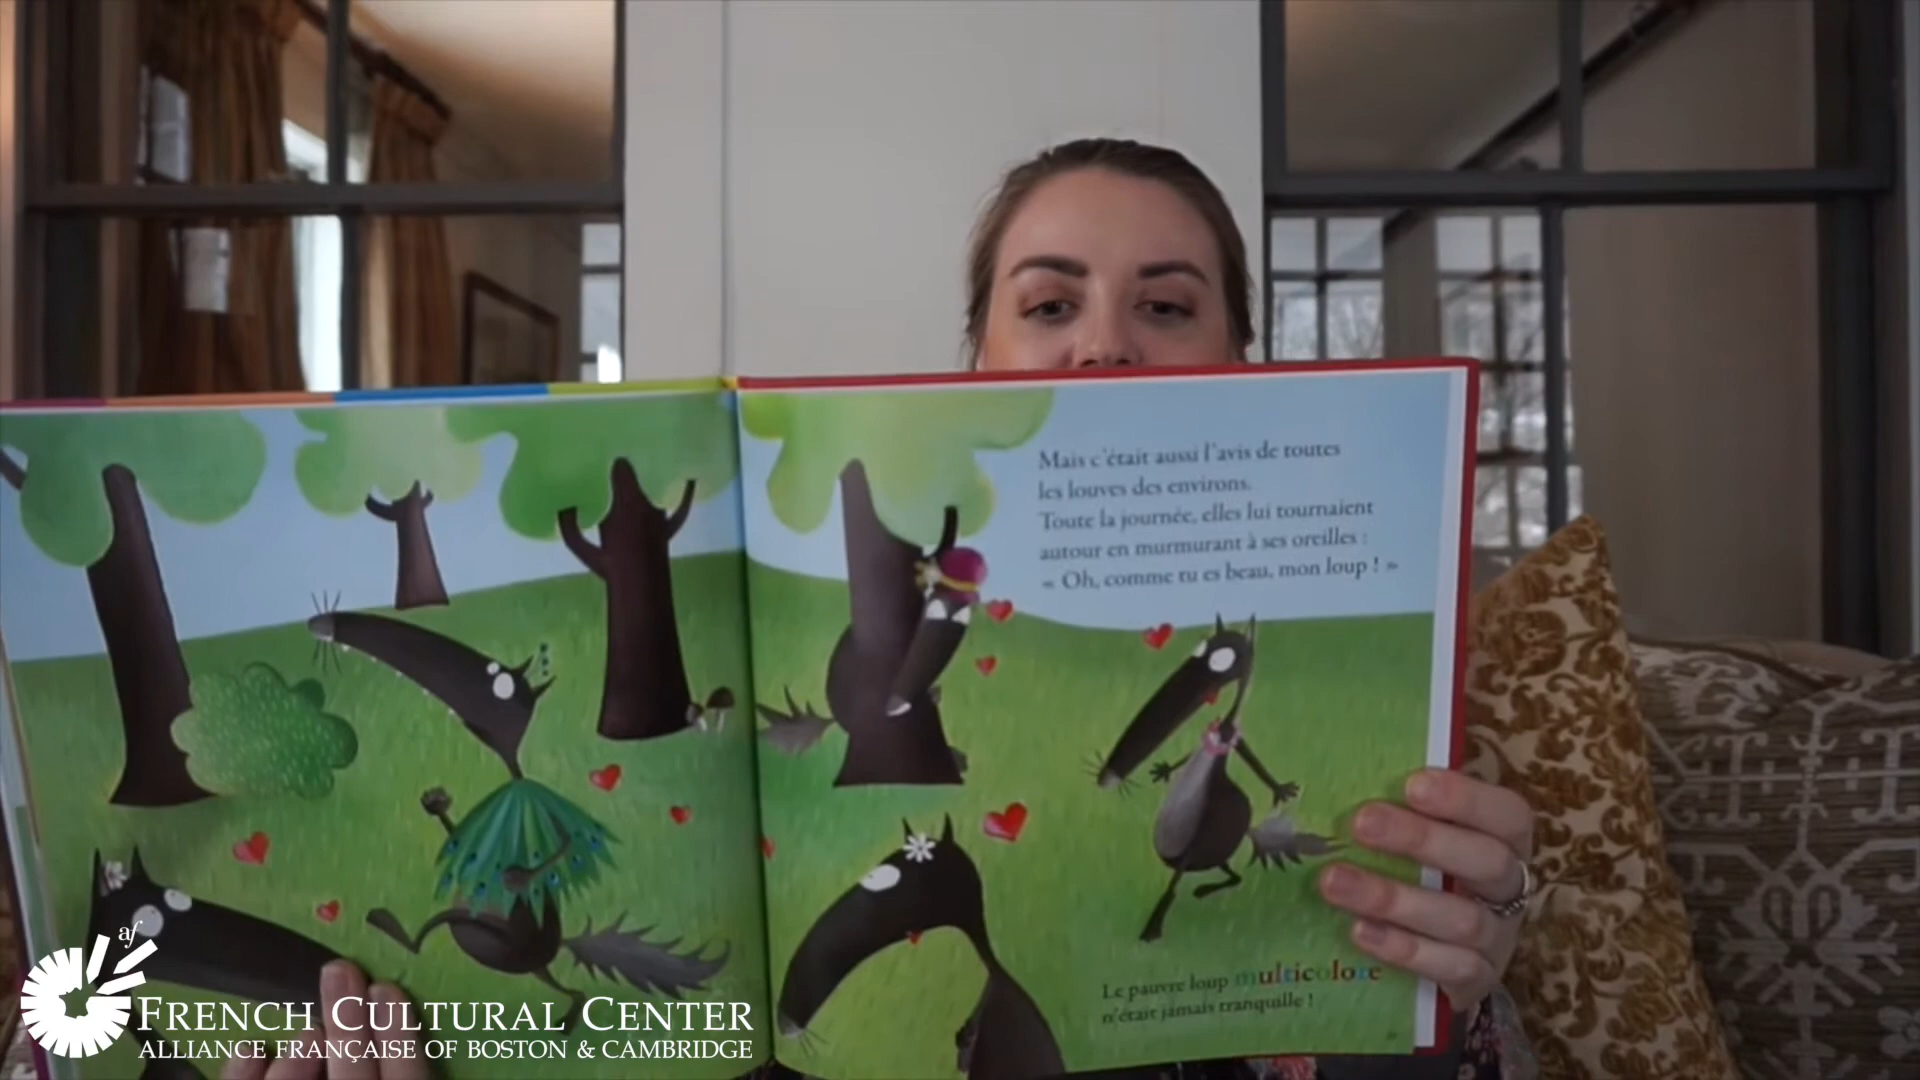 Mais c'était aussi l'avis de toutes
les louves des environs.
Toute la journée, elles lui tournaient
autour en murmurant à ses oreilles :
« Oh, comme tu es beau, mon loup ! »
Le pauvre loup multicolore
n'était jamais tranquille !
af
FRENCH CULTURAL CENTER
ALLIANCE FRANÇAISE OF BOSTON & CAMBRIDGE